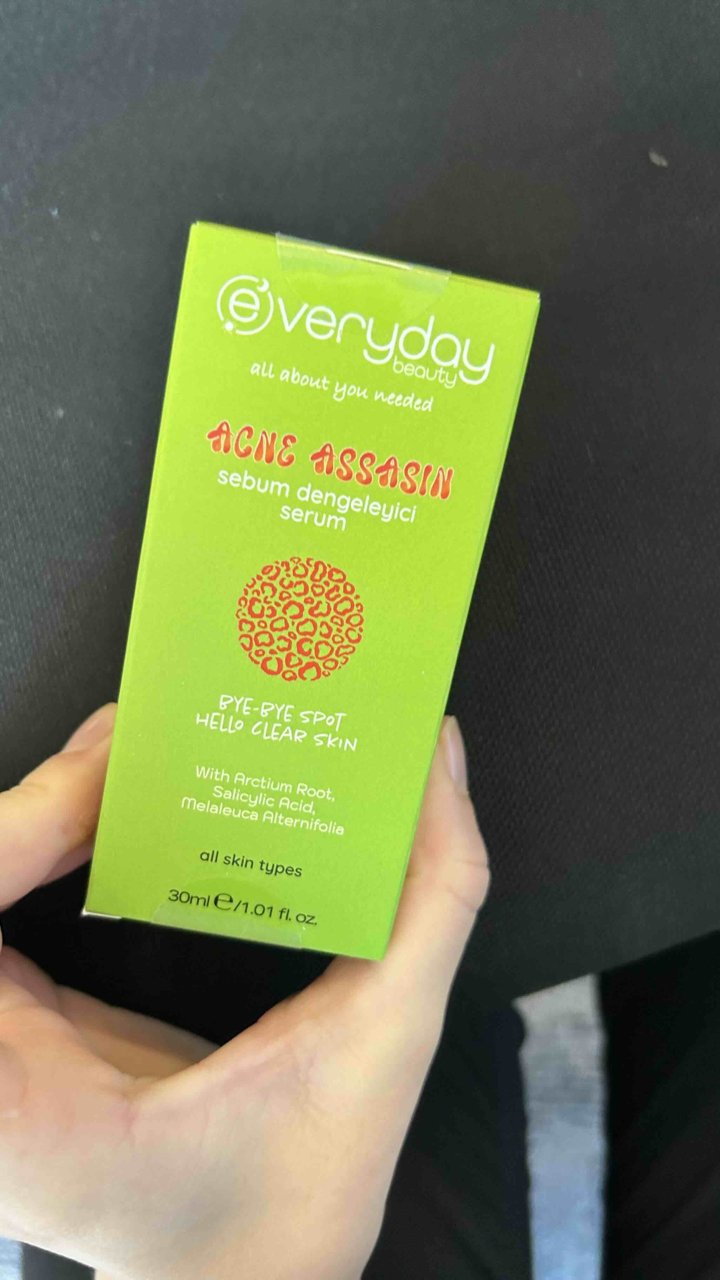 everyday
beauty
all about you needed
ACNE ASSASIN
sebum dengeleyici
serum
BYE-BYE SPOT
HELLO CLEAR SKIN
With Arctium Root,
Salicylic Acid,
Melaleuca Alternifolia
all skin types
30ml ℮/1.01 fl. oz.